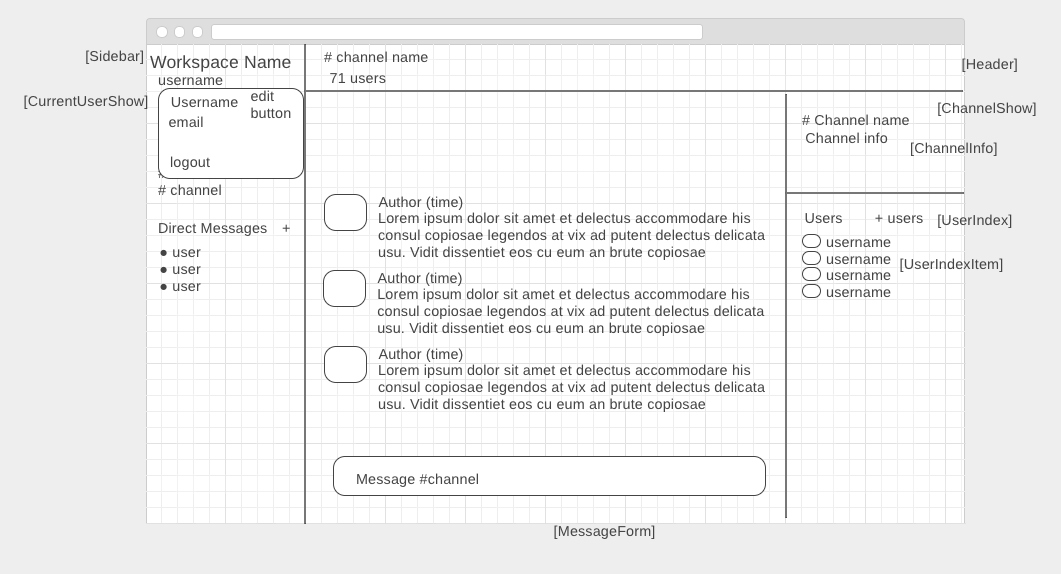 [Sidebar]
Workspace Name
username
[CurrentUserShow]
Username
edit
button
email
logout
# channel
Direct Messages +
● user
● user
● user
# channel name
71 users
[Header]
Author (time)
Lorem ipsum dolor sit amet et delectus accommodare his
consul copiosae legendos at vix ad putent delectus delicata
usu. Vidit dissentiet eos cu eum an brute copiosae
Author (time)
Lorem ipsum dolor sit amet et delectus accommodare his
consul copiosae legendos at vix ad putent delectus delicata
usu. Vidit dissentiet eos cu eum an brute copiosae
Author (time)
Lorem ipsum dolor sit amet et delectus accommodare his
consul copiosae legendos at vix ad putent delectus delicata
usu. Vidit dissentiet eos cu eum an brute copiosae
Message #channel
[MessageForm]
[ChannelShow]
# Channel name
Channel info
[ChannelInfo]
Users + users [UserIndex]
username
username [UserIndexItem]
username
username